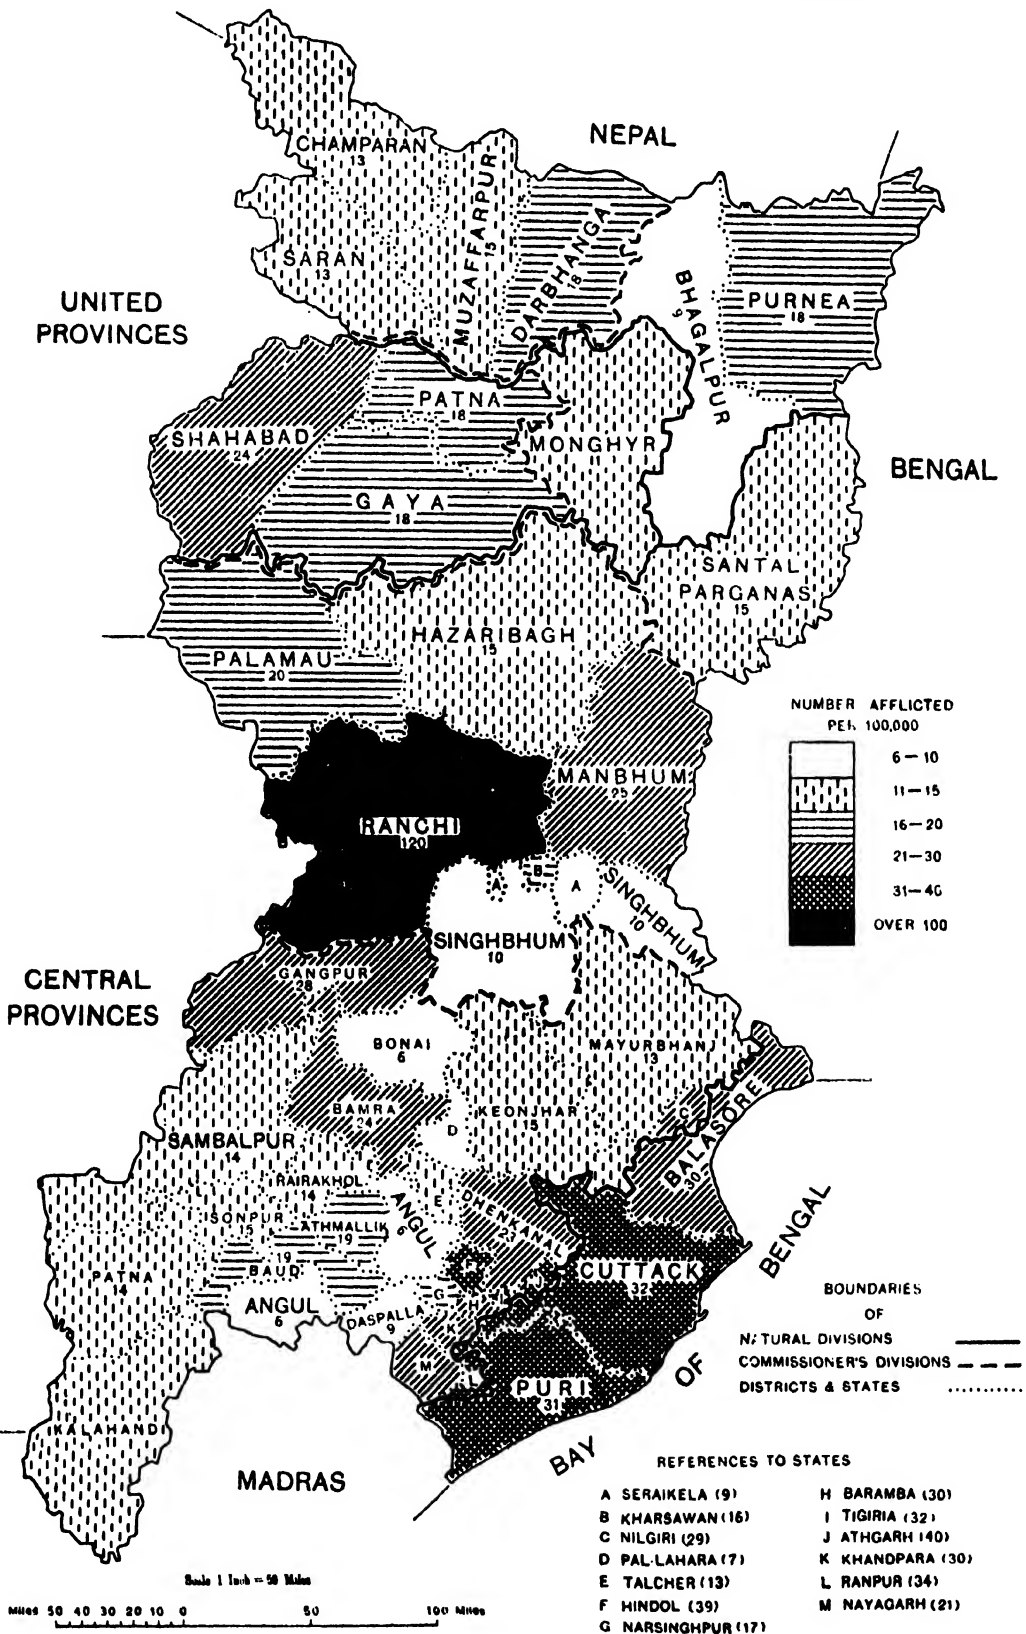 NEPAL
CHAMPARAN
13
MUZAFFARPUR
15
SARAN
13
DARBHANGA
18
BHAGALPUR
9
PURNEA
18
UNITED
PROVINCES
PATNA
18
SHAHABAD
24
MONGHYR
BENGAL
GAYA
18
SANTAL
PARGANAS
15
HAZARIBAGH
15
PALAMAU
20
NUMBER AFFLICTED
PER 100,000
6-10
11-15
16-20
21-30
31-40
OVER 100
MANBHUM
25
RANCHI
120
A
B
A
SINGHBHUM
10
SINGHBHUM
10
CENTRAL
PROVINCES
GANGPUR
28
BONAI
6
MAYURBHANJ
13
BAMRA
24
KEONJHAR
15
C
BALASORE
30
D
SAMBALPUR
14
RAIRAKHOL
14
ANGUL
6
E
DHENKANAL
23
SONPUR
15
ATHMALLIK
19
PATNA
14
19
BAUD
F
CUTTACK
32
ANGUL
6
DASPALLA
9
G
H
I
J
K
M
L
PURI
31
KALAHANDI
11
BAY OF BENGAL
MADRAS
BOUNDARIES
OF
NATURAL DIVISIONS
COMMISSIONER'S DIVISIONS
DISTRICTS & STATES
REFERENCES TO STATES
A SERAIKELA (9)
B KHARSAWAN (16)
C NILGIRI (29)
D PAL-LAHARA (7)
E TALCHER (13)
F HINDOL (39)
G NARSINGHPUR (17)
H BARAMBA (30)
I TIGIRIA (32)
J ATHGARH (40)
K KHANDPARA (30)
L RANPUR (34)
M NAYAGARH (21)
Scale 1 Inch = 50 Miles
Miles 50 40 30 20 10 0 50 100 Miles